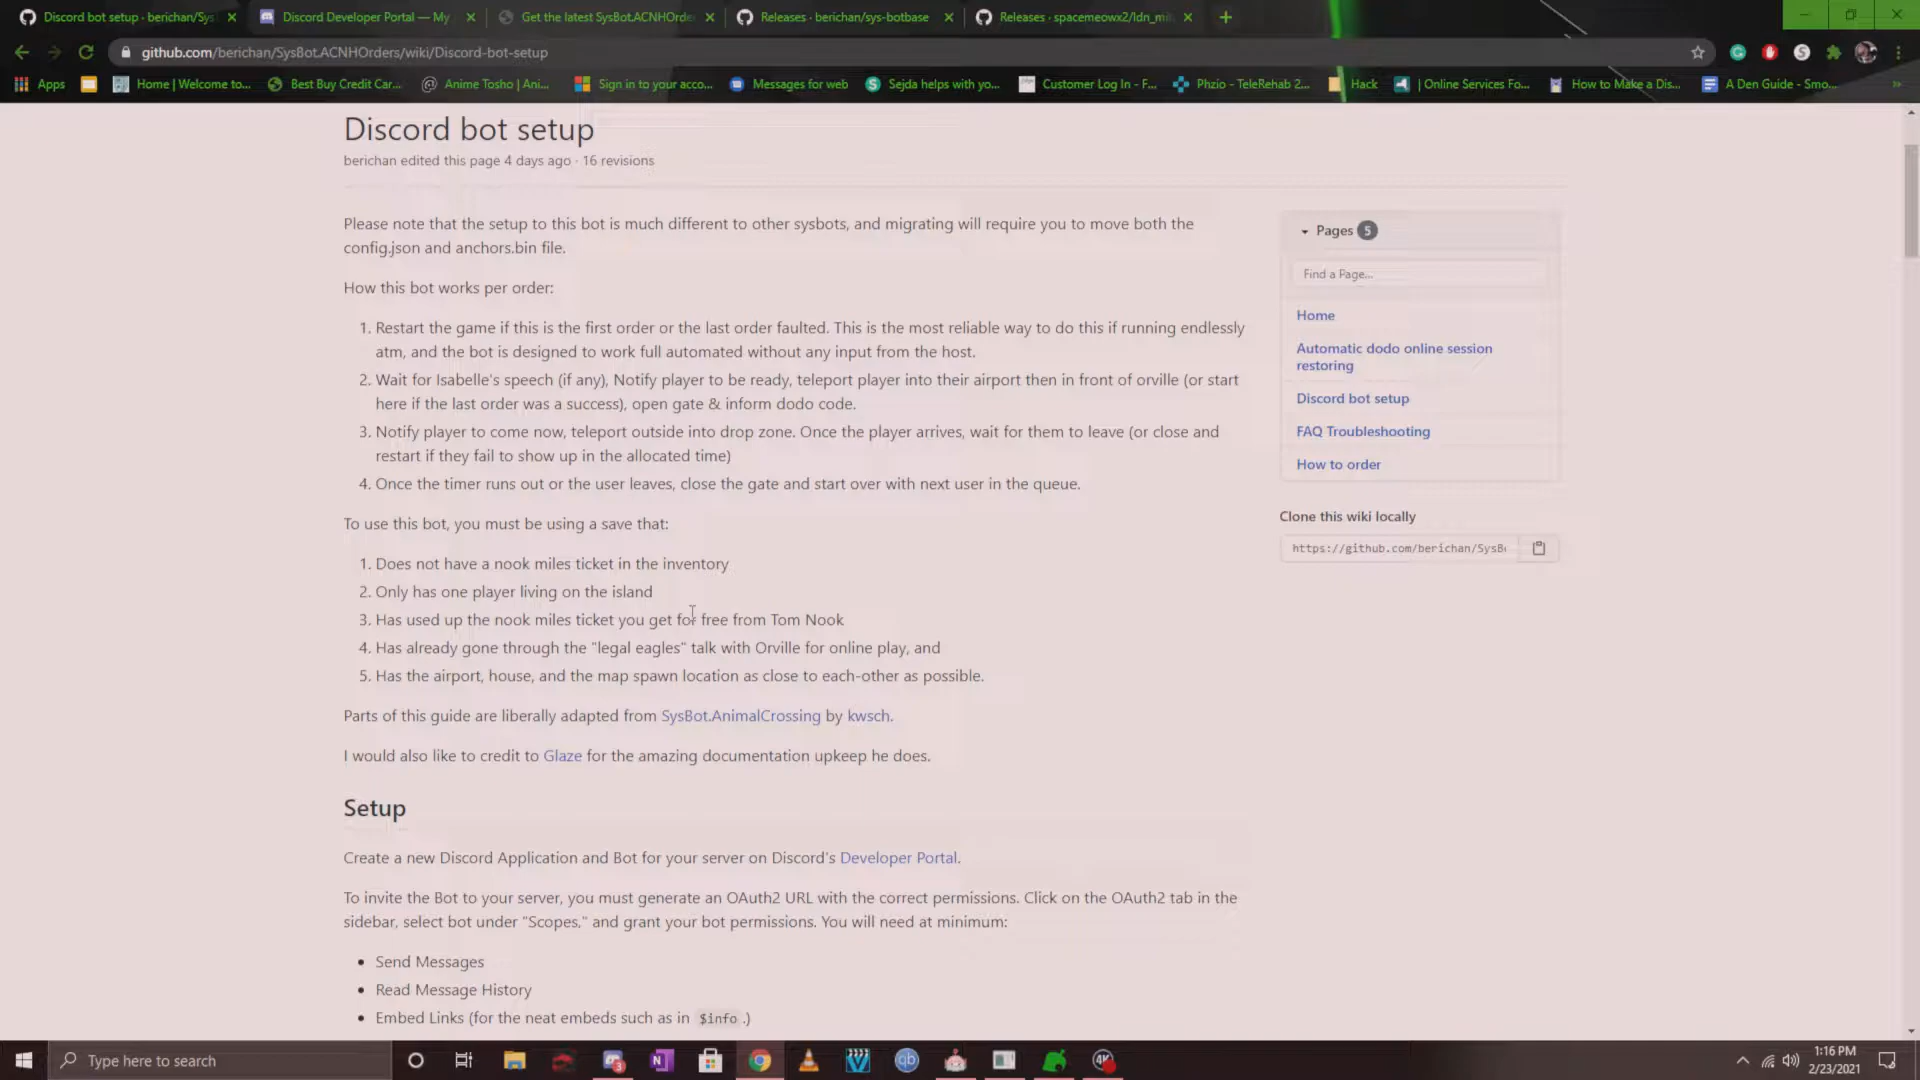 Discord bot setup · berichan/Sys
Discord Developer Portal — My
Get the latest SysBot.ACNHOrde
Releases · berichan/sys-botbase
Releases · spacemeowx2/ldn_mi
github.com/berichan/SysBot.ACNHOrders/wiki/Discord-bot-setup
Apps
Home | Welcome to...
Best Buy Credit Car...
Anime Tosho | Ani...
Sign in to your acco...
Messages for web
Sejda helps with yo...
Customer Log In - F...
Phzio - TeleRehab 2...
Hack
| Online Services Fo...
How to Make a Dis...
A Den Guide - Smo...
Discord bot setup
berichan edited this page 4 days ago · 16 revisions
Please note that the setup to this bot is much different to other sysbots, and migrating will require you to move both the
config.json and anchors.bin file.
How this bot works per order:
1. Restart the game if this is the first order or the last order faulted. This is the most reliable way to do this if running endlessly
atm, and the bot is designed to work full automated without any input from the host.
2. Wait for Isabelle's speech (if any), Notify player to be ready, teleport player into their airport then in front of orville (or start
here if the last order was a success), open gate & inform dodo code.
3. Notify player to come now, teleport outside into drop zone. Once the player arrives, wait for them to leave (or close and
restart if they fail to show up in the allocated time)
4. Once the timer runs out or the user leaves, close the gate and start over with next user in the queue.
To use this bot, you must be using a save that:
1. Does not have a nook miles ticket in the inventory
2. Only has one player living on the island
3. Has used up the nook miles ticket you get for free from Tom Nook
4. Has already gone through the "legal eagles" talk with Orville for online play, and
5. Has the airport, house, and the map spawn location as close to each-other as possible.
Parts of this guide are liberally adapted from SysBot.AnimalCrossing by kwsch.
I would also like to credit to Glaze for the amazing documentation upkeep he does.
Setup
Create a new Discord Application and Bot for your server on Discord's Developer Portal.
To invite the Bot to your server, you must generate an OAuth2 URL with the correct permissions. Click on the OAuth2 tab in the
sidebar, select bot under "Scopes," and grant your bot permissions. You will need at minimum:
• Send Messages
• Read Message History
• Embed Links (for the neat embeds such as in $info .)
Pages 5
Find a Page...
Home
Automatic dodo online session
restoring
Discord bot setup
FAQ Troubleshooting
How to order
Clone this wiki locally
https://github.com/berichan/SysB
Type here to search
3
1:16 PM
2/23/2021